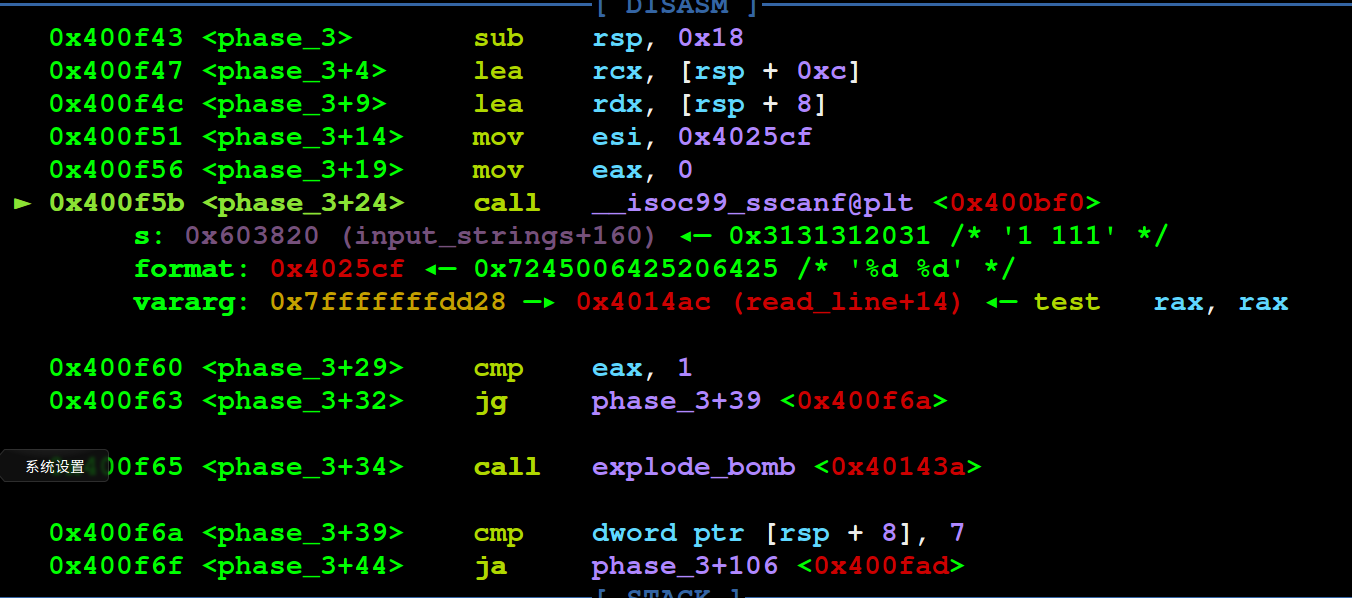 [ DISASM ]
0x400f43 <phase_3> sub rsp, 0x18
0x400f47 <phase_3+4> lea rcx, [rsp + 0xc]
0x400f4c <phase_3+9> lea rdx, [rsp + 8]
0x400f51 <phase_3+14> mov esi, 0x4025cf
0x400f56 <phase_3+19> mov eax, 0
► 0x400f5b <phase_3+24> call __isoc99_sscanf@plt <0x400bf0>
s: 0x603820 (input_strings+160) ◂— 0x3131312031 /* '1 111' */
format: 0x4025cf ◂— 0x7245006425206425 /* '%d %d' */
vararg: 0x7fffffffdd28 —▸ 0x4014ac (read_line+14) ◂— test rax, rax
0x400f60 <phase_3+29> cmp eax, 1
0x400f63 <phase_3+32> jg phase_3+39 <0x400f6a>
系统设置
00f65 <phase_3+34> call explode_bomb <0x40143a>
0x400f6a <phase_3+39> cmp dword ptr [rsp + 8], 7
0x400f6f <phase_3+44> ja phase_3+106 <0x400fad>
[ STACK ]